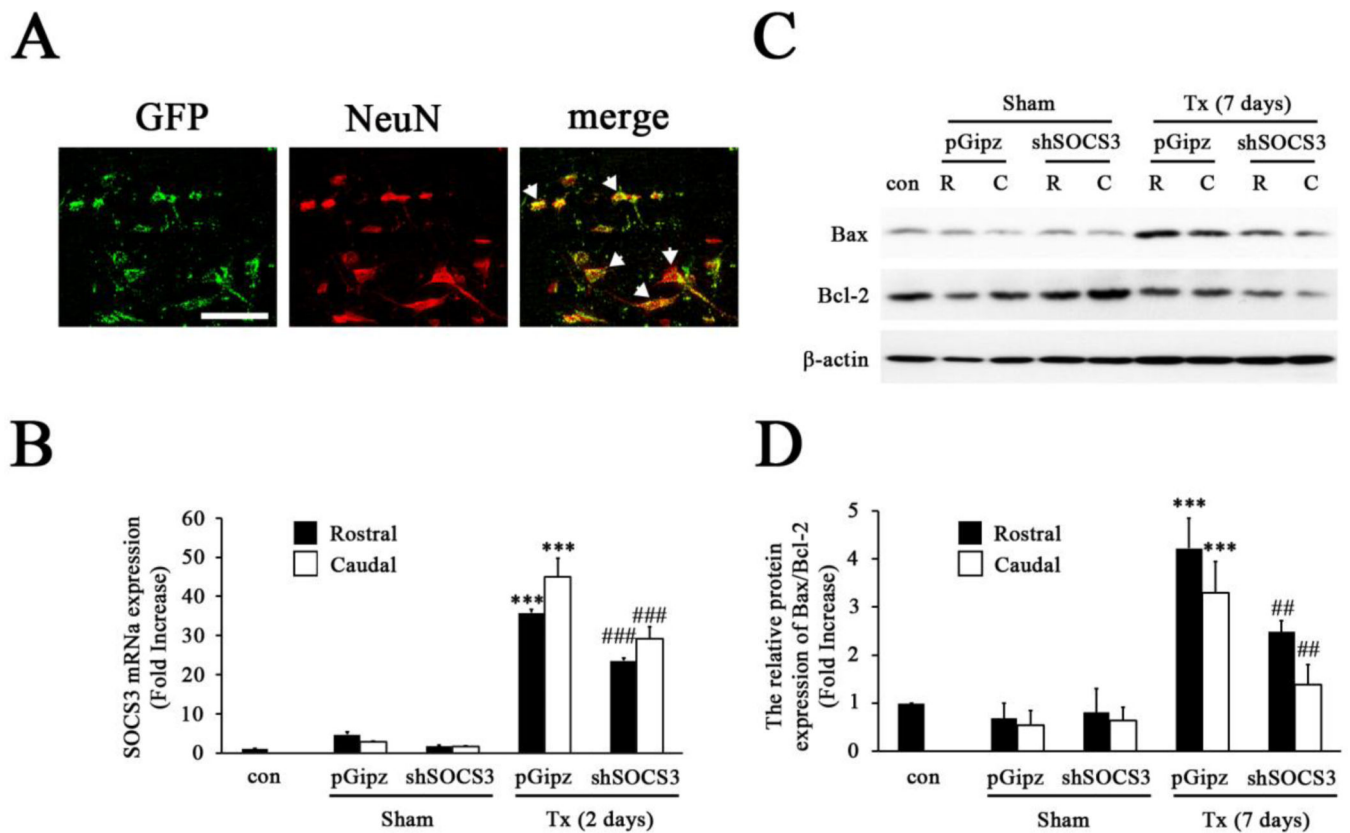 A
GFP NeuN merge
C
Sham Tx (7 days)
pGipz shSOCS3 pGipz shSOCS3
con R C R C R C R C
Bax
Bcl-2
β-actin
B
SOCS3 mRNa expression
(Fold Increase)
60
50
40
30
20
10
0
Rostral
Caudal
*** *** ### ###
con pGipz shSOCS3 pGipz shSOCS3
Sham Tx (2 days)
D
The relative protein
expression of Bax/Bcl-2
(Fold Increase)
5
4
3
2
1
0
Rostral
Caudal
*** *** ## ##
con pGipz shSOCS3 pGipz shSOCS3
Sham Tx (7 days)